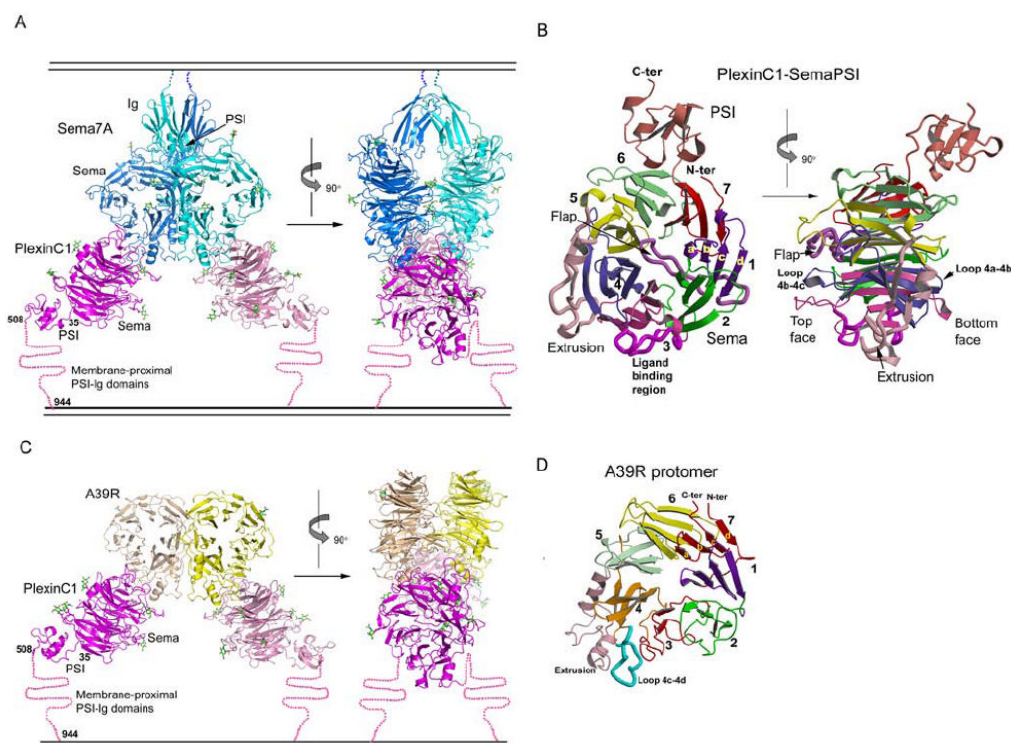 A
Ig
PSI
Sema7A
Sema
90°
PlexinC1
508
35
PSI
Sema
Membrane-proximal
PSI-Ig domains
944
B
PlexinC1-SemaPSI
C-ter
PSI
90°
N-ter
6
7
5
Flap
a b c d
4
1
2
3
Sema
Extrusion
Ligand
binding
region
Flap
Loop
4b-4c
Loop 4a-4b
Top
face
Bottom
face
Extrusion
C
A39R
90°
PlexinC1
508
35
PSI
Sema
Membrane-proximal
PSI-Ig domains
944
D
A39R protomer
6
C-ter
N-ter
7
5
1
4
3
2
Extrusion
Loop 4c-4d